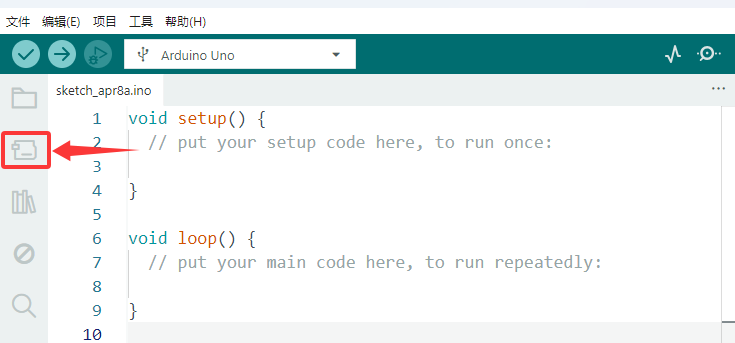 文件 编辑(E) 项目 工具 帮助(H)
Arduino Uno
sketch_apr8a.ino
1 void setup() {
2 // put your setup code here, to run once:
3
4 }
5
6 void loop() {
7 // put your main code here, to run repeatedly:
8
9 }
10